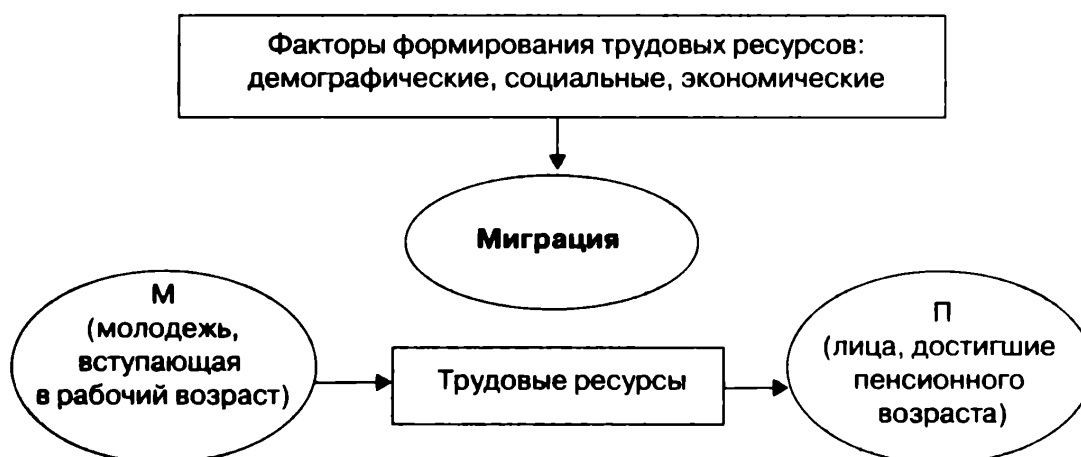 Факторы формирования трудовых ресурсов:
демографические, социальные, экономические
Миграция
М
(молодежь,
вступающая
в рабочий возраст)
Трудовые ресурсы
П
(лица, достигшие
пенсионного
возраста)